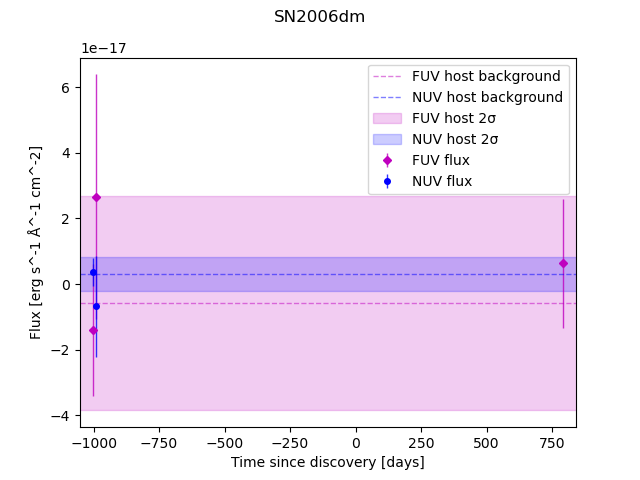 SN2006dm
1e−17
FUV host background
NUV host background
FUV host 2σ
NUV host 2σ
FUV flux
NUV flux
6
4
2
0
−2
−4
Flux [erg s^-1 Å^-1 cm^-2]
−1000 −750 −500 −250 0 250 500 750
Time since discovery [days]